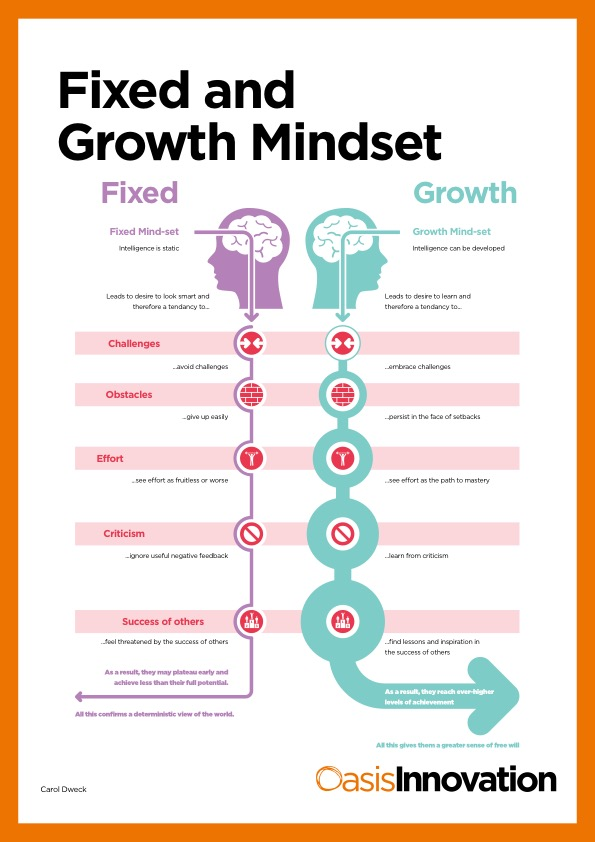 Fixed and
Growth Mindset
Fixed
Growth
Fixed Mind-set
Intelligence is static
Growth Mind-set
Intelligence can be developed
Leads to desire to look smart and
therefore a tendancy to...
Leads to desire to learn and
therefore a tendancy to...
Challenges
...avoid challenges
...embrace challenges
Obstacles
...give up easily
...persist in the face of setbacks
Effort
...see effort as fruitless or worse
...see effort as the path to mastery
Criticism
...ignore useful negative feedback
...learn from criticism
Success of others
...feel threatened by the success of others
...find lessons and inspiration in
the success of others
As a result, they may plateau early and
achieve less than their full potential.
All this confirms a deterministic view of the world.
As a result, they reach ever-higher
levels of achievement
All this gives them a greater sense of free will
OasisInnovation
Carol Dweck